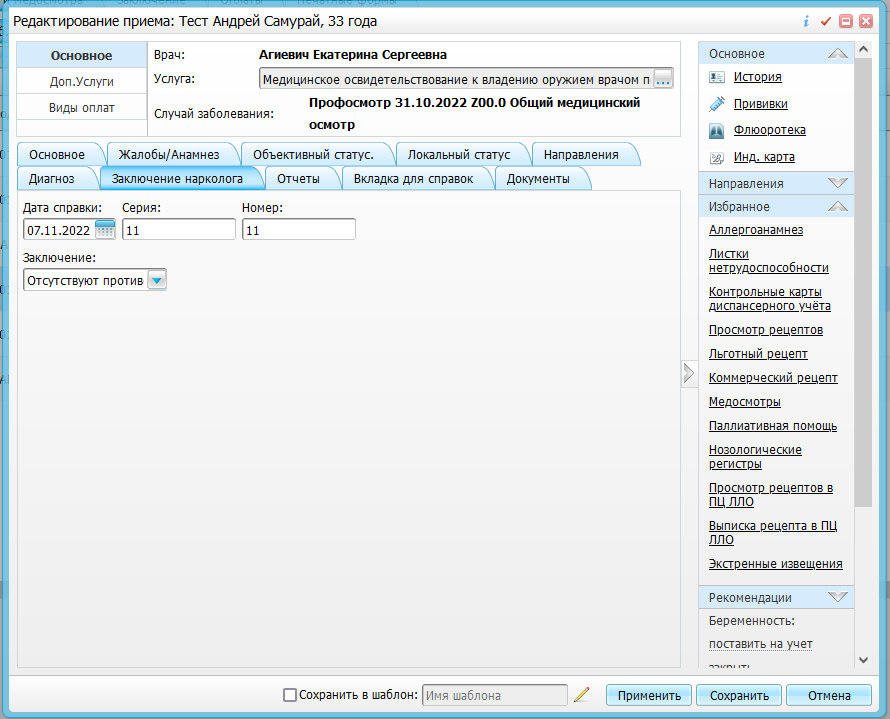 Редактирование приема: Тест Андрей Самурай, 33 года
Основное
Доп.Услуги
Виды оплат
Врач:
Агиевич Екатерина Сергеевна
Услуга:
Медицинское освидетельствование к владению оружием врачом п
...
Случай заболевания:
Профосмотр 31.10.2022 Z00.0 Общий медицинский
осмотр
Основное
Жалобы/Анамнез
Объективный статус.
Локальный статус
Направления
Диагноз
Заключение нарколога
Отчеты
Вкладка для справок
Документы
Дата справки:
Серия:
Номер:
07.11.2022
11
11
Заключение:
Отсутствуют против
Основное
История
Прививки
Флюоротека
Инд. карта
Направления
Избранное
Аллергоанамнез
Листки
нетрудоспособности
Контрольные карты
диспансерного учёта
Просмотр рецептов
Льготный рецепт
Коммерческий рецепт
Медосмотры
Паллиативная помощь
Нозологические
регистры
Просмотр рецептов в
ПЦ ЛЛО
Выписка рецепта в ПЦ
ЛЛО
Экстренные извещения
Рекомендации
Беременность:
поставить на учет
закрыть
Сохранить в шаблон:
Имя шаблона
Применить
Сохранить
Отмена